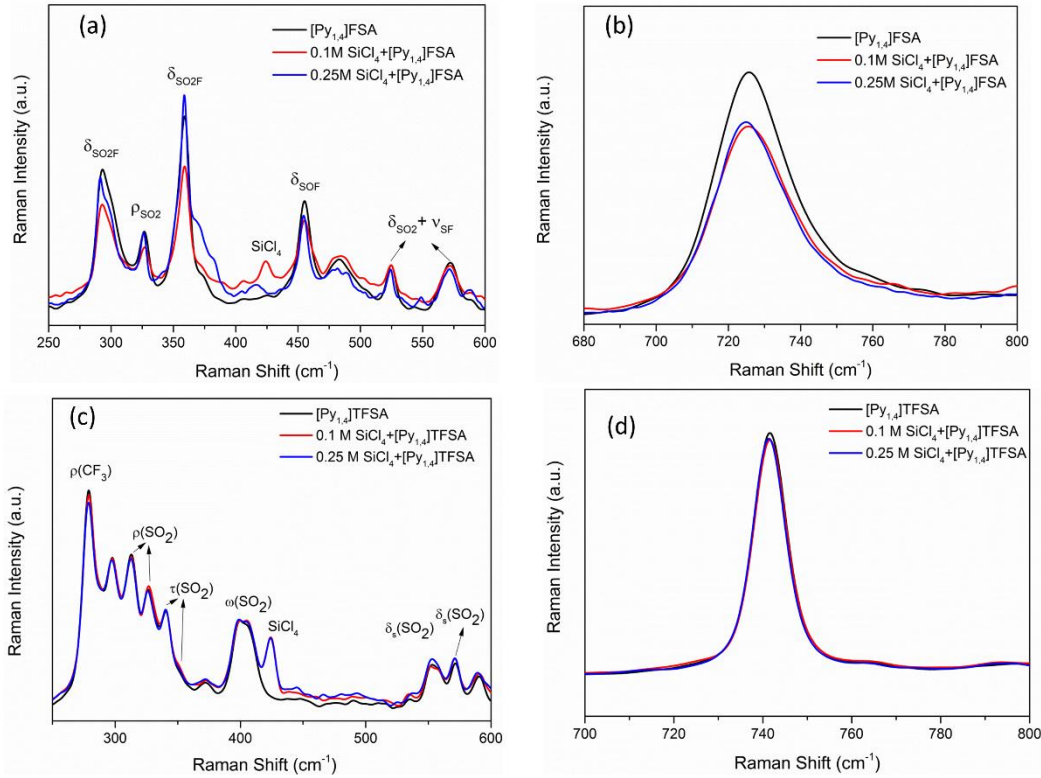 (a)
[Py1,4]FSA
0.1M SiCl4+[Py1,4]FSA
0.25M SiCl4+[Py1,4]FSA
δSO2F
δSO2F
ρSO2
SiCl4
δSOF
δSO2 + νSF
Raman Intensity (a.u.)
250 300 350 400 450 500 550 600
Raman Shift (cm-1)
(b)
[Py1,4]FSA
0.1M SiCl4+[Py1,4]FSA
0.25M SiCl4+[Py1,4]FSA
Raman Intensity (a.u.)
680 700 720 740 760 780 800
Raman Shift (cm-1)
(c)
[Py1,4]TFSA
0.1 M SiCl4+[Py1,4]TFSA
0.25 M SiCl4+[Py1,4]TFSA
ρ(CF3)
ρ(SO2)
τ(SO2)
ω(SO2)
SiCl4
δs(SO2)
δs(SO2)
Raman Intensity (a.u.)
300 400 500 600
Raman Shift (cm-1)
(d)
[Py1,4]TFSA
0.1 M SiCl4+[Py1,4]TFSA
0.25 M SiCl4+[Py1,4]TFSA
Raman Intensity (a.u.)
700 720 740 760 780 800
Raman Shift (cm-1)